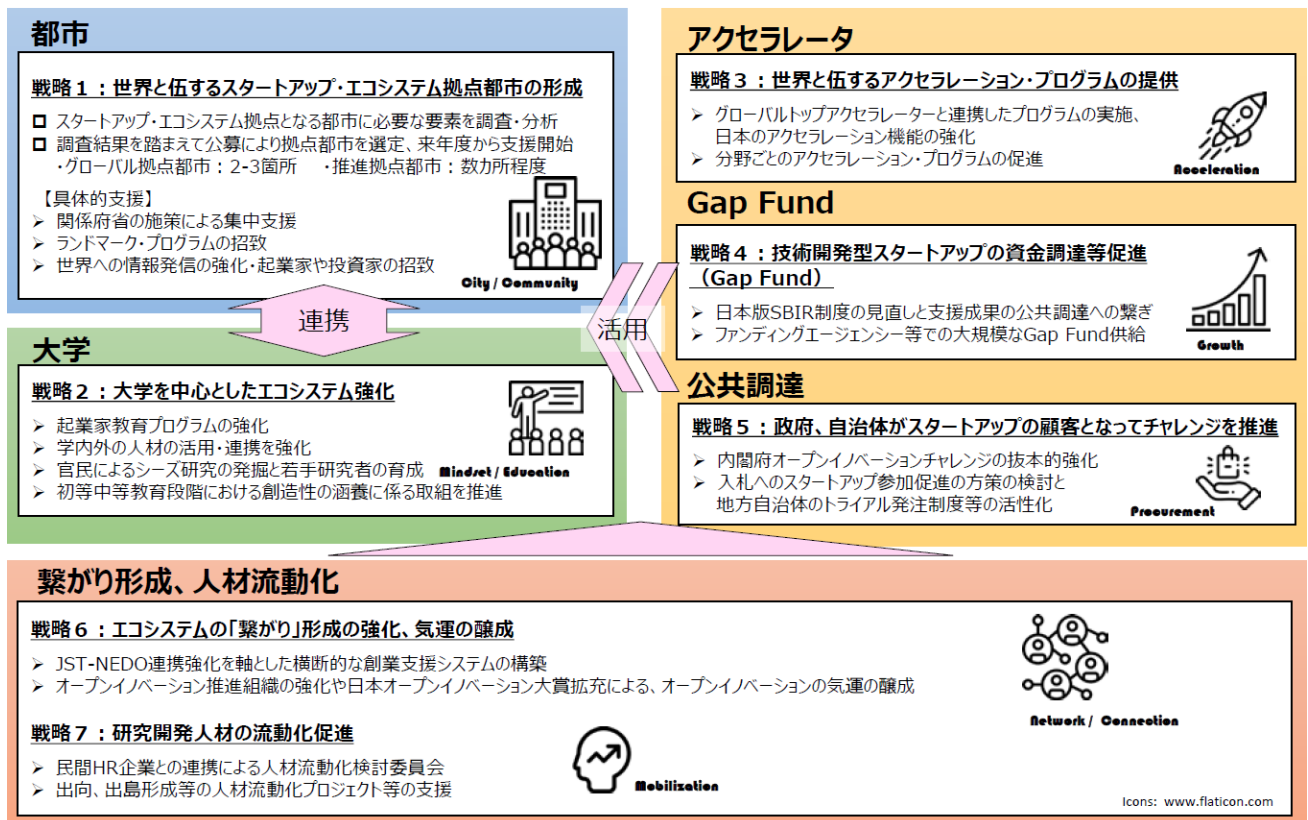 都市
戦略１：世界と伍するスタートアップ・エコシステム拠点都市の形成
スタートアップ・エコシステム拠点となる都市に必要な要素を調査・分析
調査結果を踏まえて公募により拠点都市を選定、来年度から支援開始
・グローバル拠点都市：2-3箇所　・推進拠点都市：数カ所程度
【具体的支援】
➢ 関係府省の施策による集中支援
➢ ランドマーク・プログラムの招致
➢ 世界への情報発信の強化・起業家や投資家の招致
City / Community
連携
大学
戦略２：大学を中心としたエコシステム強化
➢ 起業家教育プログラムの強化
➢ 学内外の人材の活用・連携を強化
➢ 官民によるシーズ研究の発掘と若手研究者の育成
➢ 初等中等教育段階における創造性の涵養に係る取組を推進
Mindset / Education
活用
アクセラレータ
戦略３：世界と伍するアクセラレーション・プログラムの提供
➢ グローバルトップアクセラレーターと連携したプログラムの実施、
日本のアクセラレーション機能の強化
➢ 分野ごとのアクセラレーション・プログラムの促進
Acceleration
Gap Fund
戦略４：技術開発型スタートアップの資金調達等促進
（Gap Fund）
➢ 日本版SBIR制度の見直しと支援成果の公共調達への繋ぎ
➢ ファンディングエージェンシー等での大規模なGap Fund供給
Growth
公共調達
戦略５：政府、自治体がスタートアップの顧客となってチャレンジを推進
➢ 内閣府オープンイノベーションチャレンジの抜本的強化
➢ 入札へのスタートアップ参加促進の方策の検討と
地方自治体のトライアル発注制度等の活性化
Procurement
繋がり形成、人材流動化
戦略６：エコシステムの「繋がり」形成の強化、気運の醸成
➢ JST-NEDO連携強化を軸とした横断的な創業支援システムの構築
➢ オープンイノベーション推進組織の強化や日本オープンイノベーション大賞拡充による、オープンイノベーションの気運の醸成
Network / Connection
戦略７：研究開発人材の流動化促進
➢ 民間HR企業との連携による人材流動化検討委員会
➢ 出向、出島形成等の人材流動化プロジェクト等の支援
Mobilization
Icons: www.flaticon.com